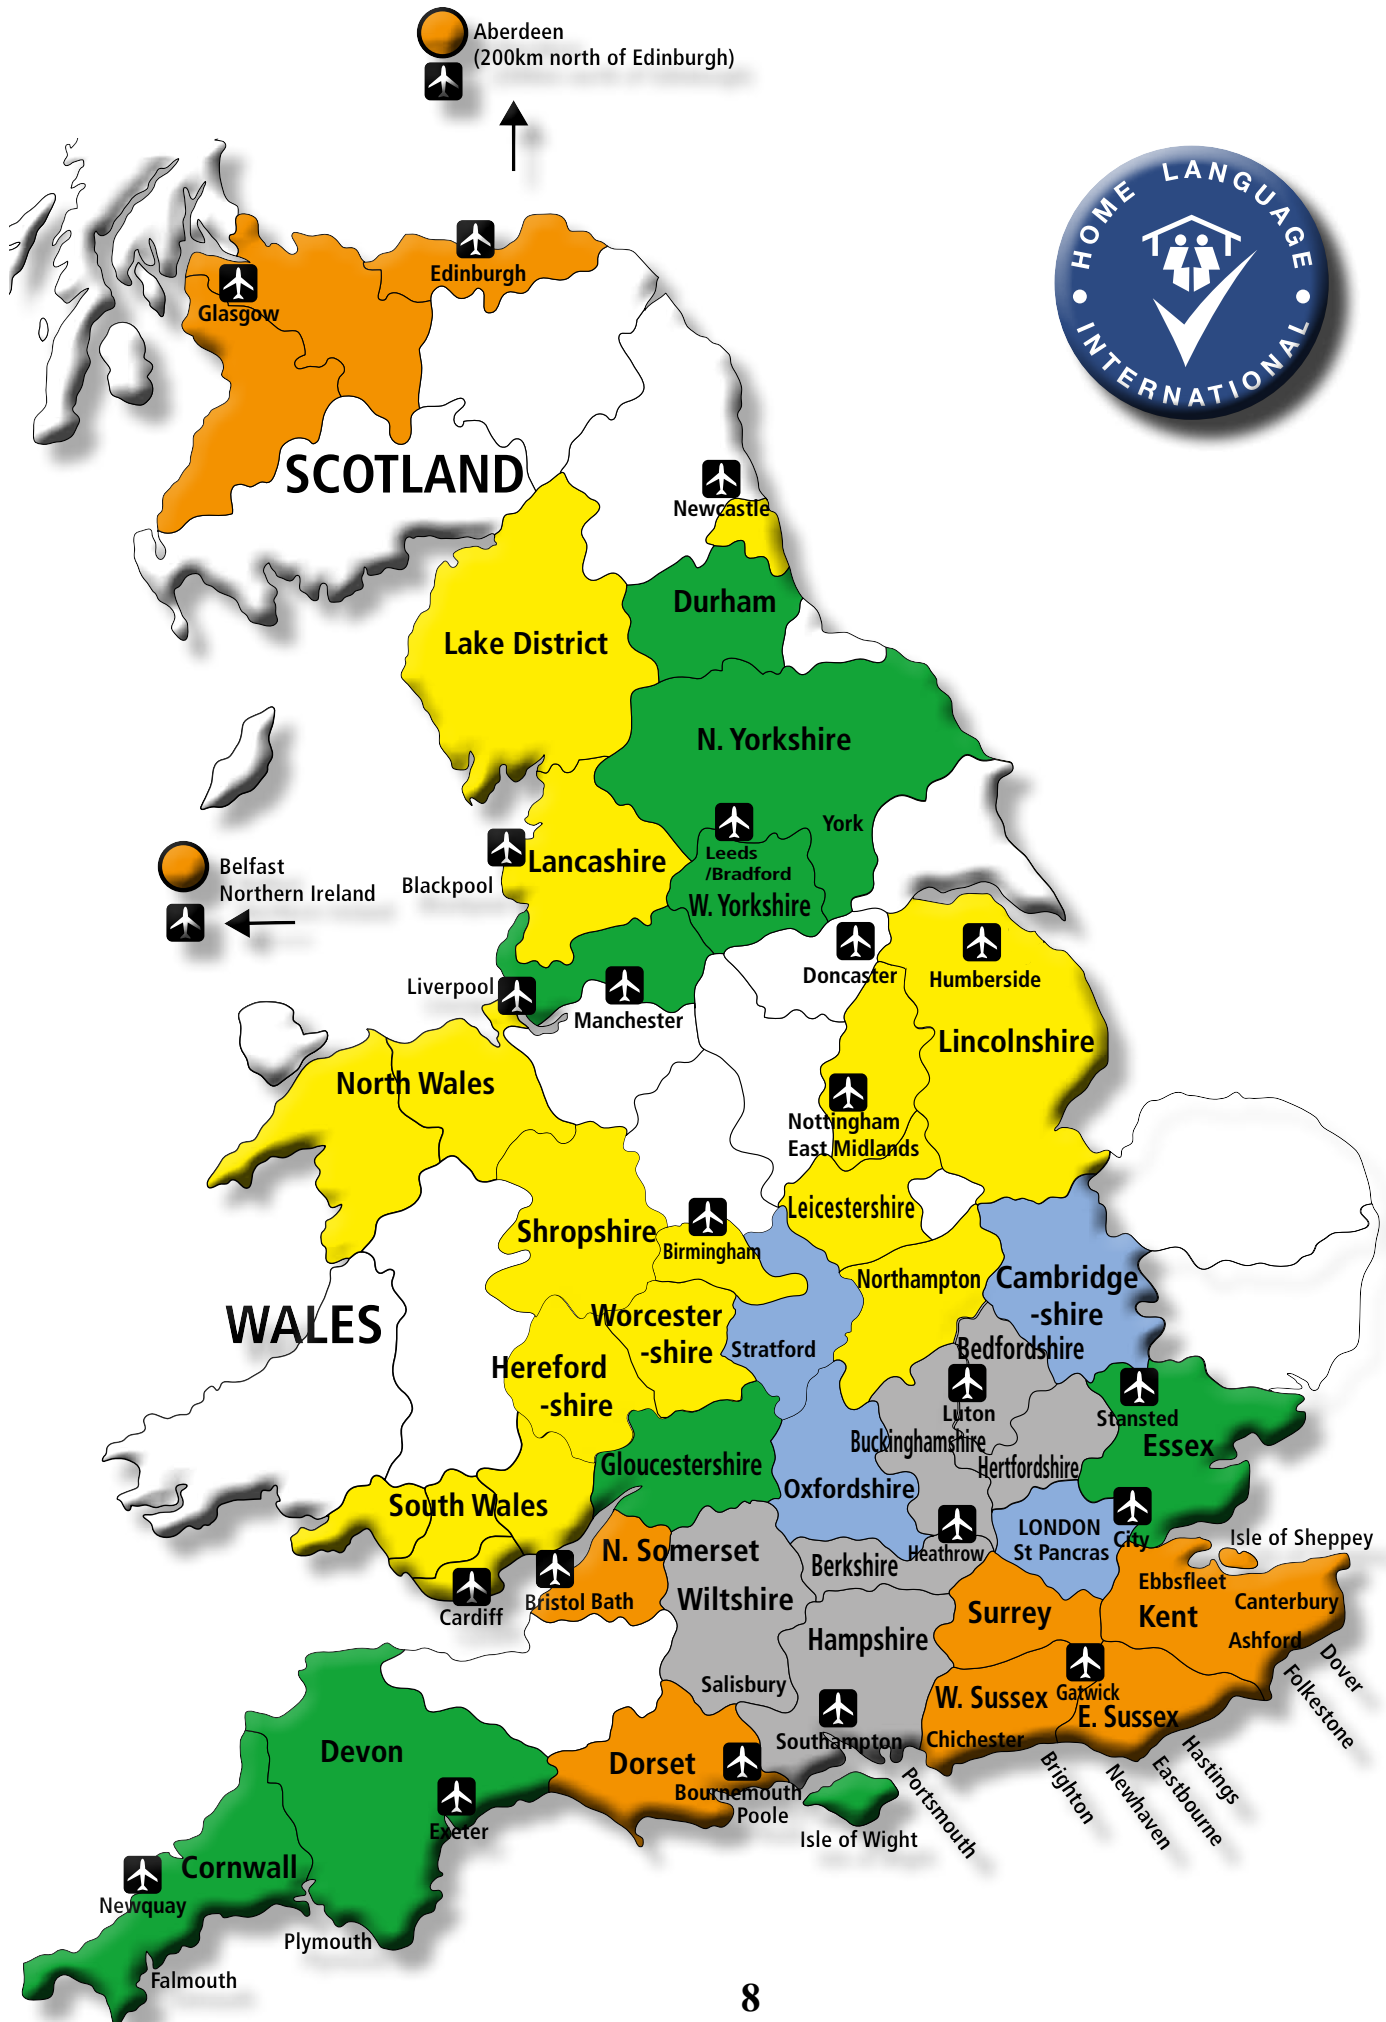 Aberdeen
(200km north of Edinburgh)
HOME LANGUAGE
INTERNATIONAL
Edinburgh
Glasgow
SCOTLAND
Newcastle
Durham
Lake District
N. Yorkshire
York
Leeds
/Bradford
Lancashire
Blackpool
W. Yorkshire
Belfast
Northern Ireland
Doncaster
Humberside
Liverpool
Manchester
Lincolnshire
North Wales
Nottingham
East Midlands
Leicestershire
Shropshire
Birmingham
Northampton
Cambridge
-shire
WALES
Worcester
-shire
Stratford
Bedfordshire
Hereford
-shire
Luton
Stansted
Essex
Buckinghamshire
Hertfordshire
Gloucestershire
Oxfordshire
South Wales
LONDON
St Pancras
City
Isle of Sheppey
N. Somerset
Berkshire
Heathrow
Ebbsfleet
Kent
Canterbury
Ashford
Dover
Folkestone
Cardiff
Bristol
Bath
Wiltshire
Surrey
Hampshire
Salisbury
W. Sussex
Gatwick
E. Sussex
Southampton
Chichester
Hastings
Eastbourne
Newhaven
Brighton
Portsmouth
Devon
Dorset
Bournemouth
Poole
Isle of Wight
Exeter
Cornwall
Newquay
Plymouth
Falmouth
8